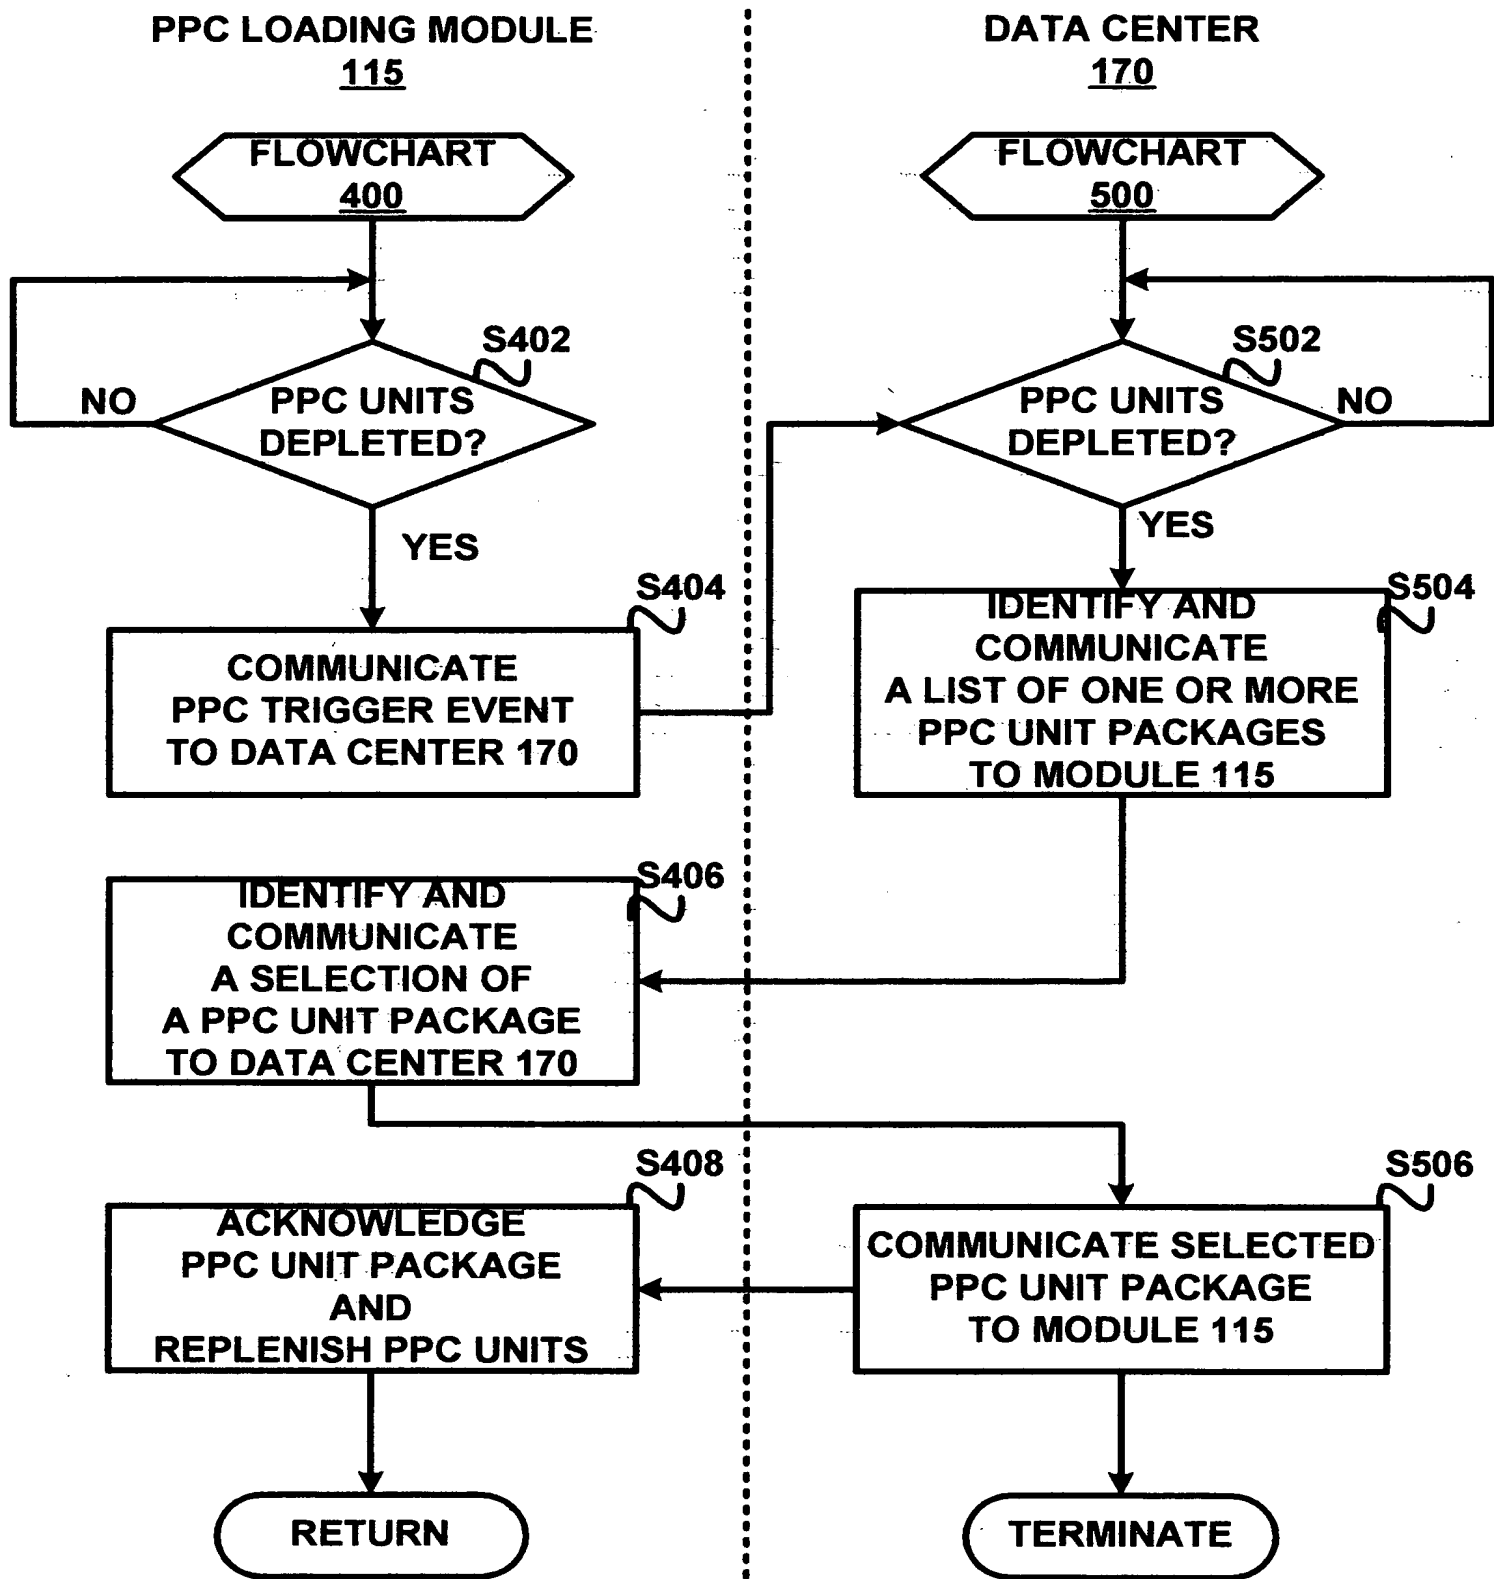 PPC LOADING MODULE
115
FLOWCHART
400
S402
PPC UNITS
DEPLETED?
NO
YES
S404
COMMUNICATE
PPC TRIGGER EVENT
TO DATA CENTER 170
S406
IDENTIFY AND
COMMUNICATE
A SELECTION OF
A PPC UNIT PACKAGE
TO DATA CENTER 170
S408
ACKNOWLEDGE
PPC UNIT PACKAGE
AND
REPLENISH PPC UNITS
RETURN
DATA CENTER
170
FLOWCHART
500
S502
PPC UNITS
DEPLETED?
NO
YES
S504
IDENTIFY AND
COMMUNICATE
A LIST OF ONE OR MORE
PPC UNIT PACKAGES
TO MODULE 115
S506
COMMUNICATE SELECTED
PPC UNIT PACKAGE
TO MODULE 115
TERMINATE